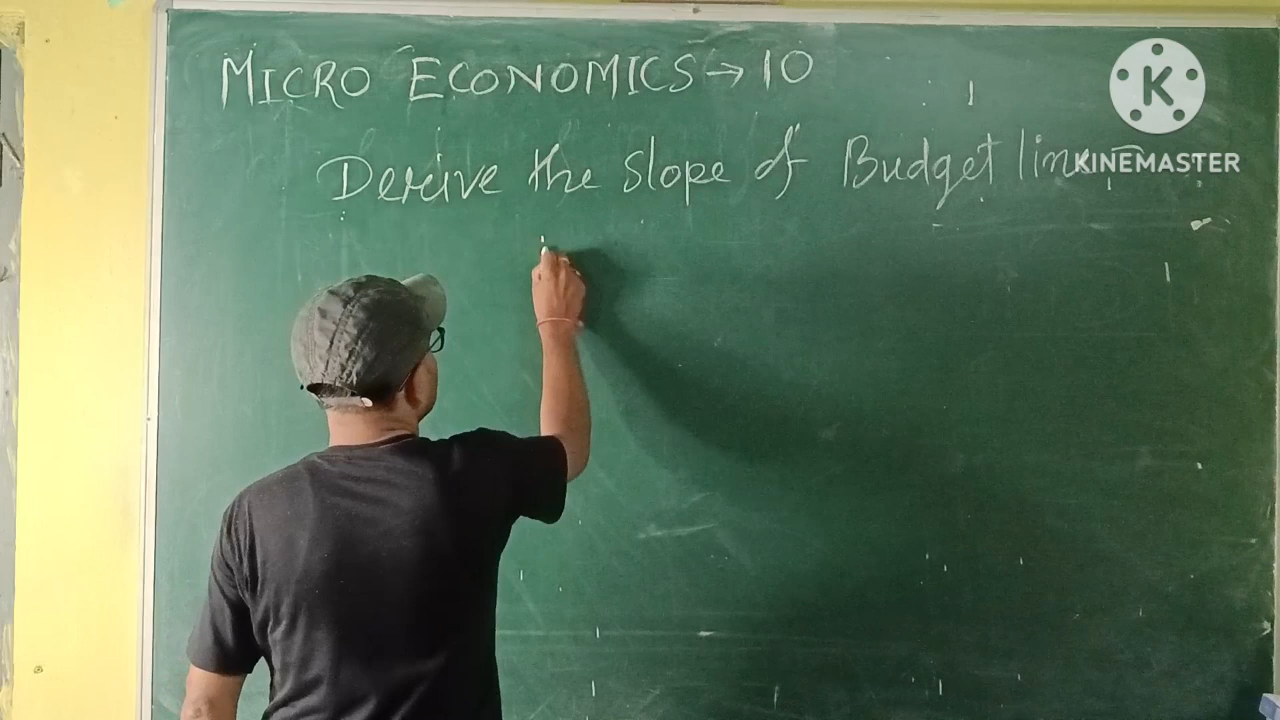 MICRO ECONOMICS → 10
Derive the slope of Budget line
K
KINEMASTER